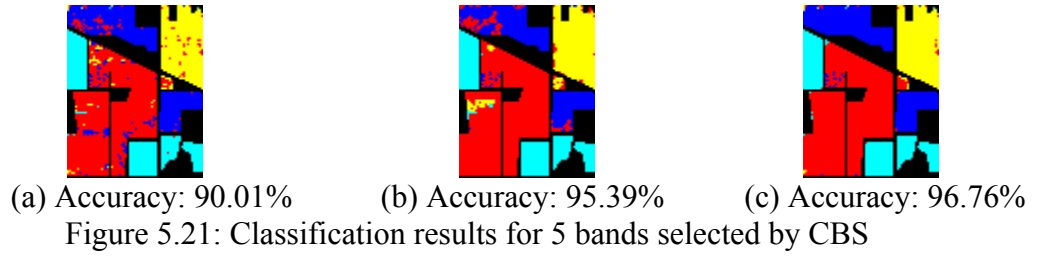 (a) Accuracy: 90.01% (b) Accuracy: 95.39% (c) Accuracy: 96.76%
Figure 5.21: Classification results for 5 bands selected by CBS